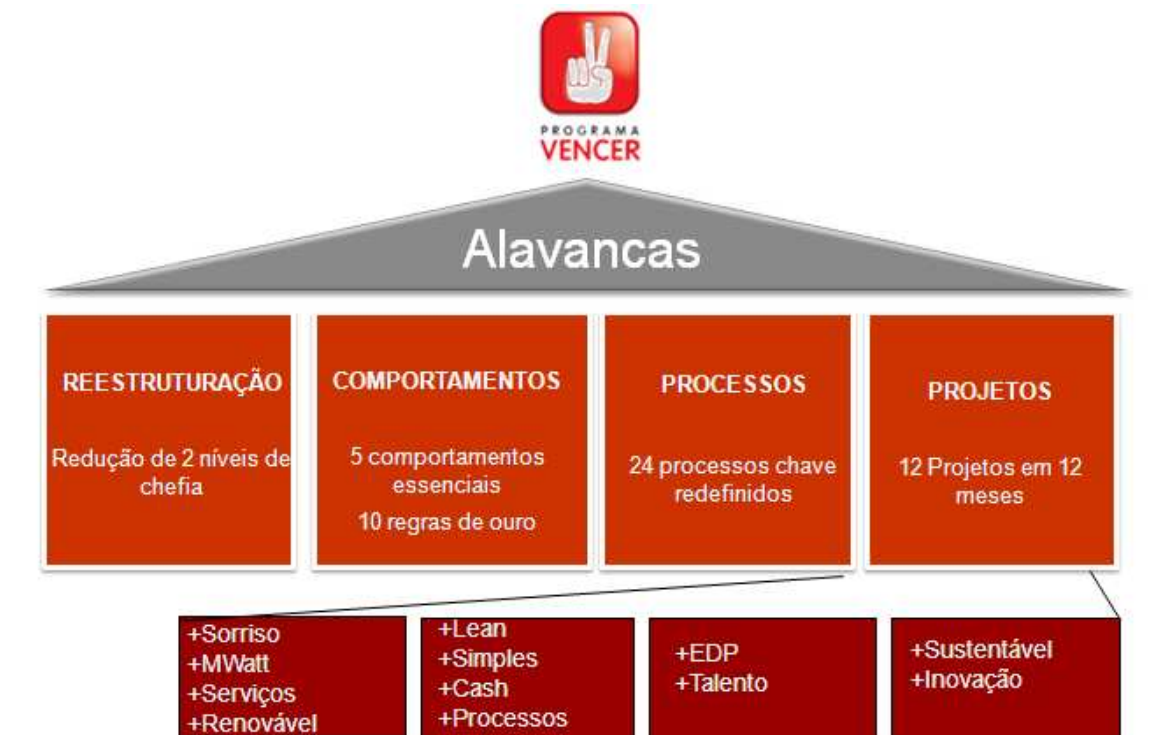 PROGRAMA
VENCER
Alavancas
REESTRUTURAÇÃO
Redução de 2 níveis de
chefia
COMPORTAMENTOS
5 comportamentos
essenciais
10 regras de ouro
PROCESSOS
24 processos chave
redefinidos
PROJETOS
12 Projetos em 12
meses
+Sorriso
+MWatt
+Serviços
+Renovável
+Lean
+Simples
+Cash
+Processos
+EDP
+Talento
+Sustentável
+Inovação